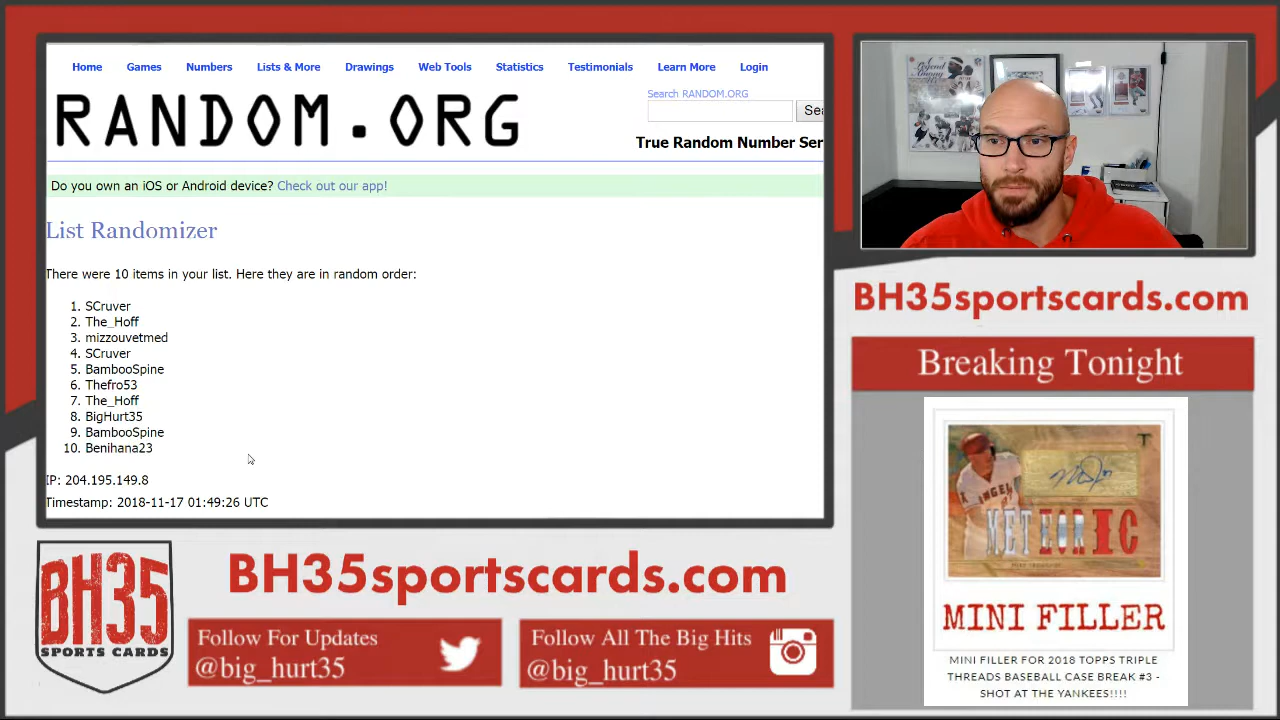 Home Games Numbers Lists & More Drawings Web Tools Statistics Testimonials Learn More Login
RANDOM.ORG
Search RANDOM.ORG
Sea
True Random Number Ser
Do you own an iOS or Android device? Check out our app!
List Randomizer
There were 10 items in your list. Here they are in random order:
1. SCruver
2. The_Hoff
3. mizzouvetmed
4. SCruver
5. BambooSpine
6. Thefro53
7. The_Hoff
8. BigHurt35
9. BambooSpine
10. Benihana23
IP: 204.195.149.8
Timestamp: 2018-11-17 01:49:26 UTC
BH35sportscards.com
Breaking Tonight
ANGELS
METEORIC
MINI FILLER
MINI FILLER FOR 2018 TOPPS TRIPLE
THREADS BASEBALL CASE BREAK #3 -
SHOT AT THE YANKEES!!!!
BH35
SPORTS CARDS
BH35sportscards.com
Follow For Updates
@big_hurt35
Follow All The Big Hits
@big_hurt35